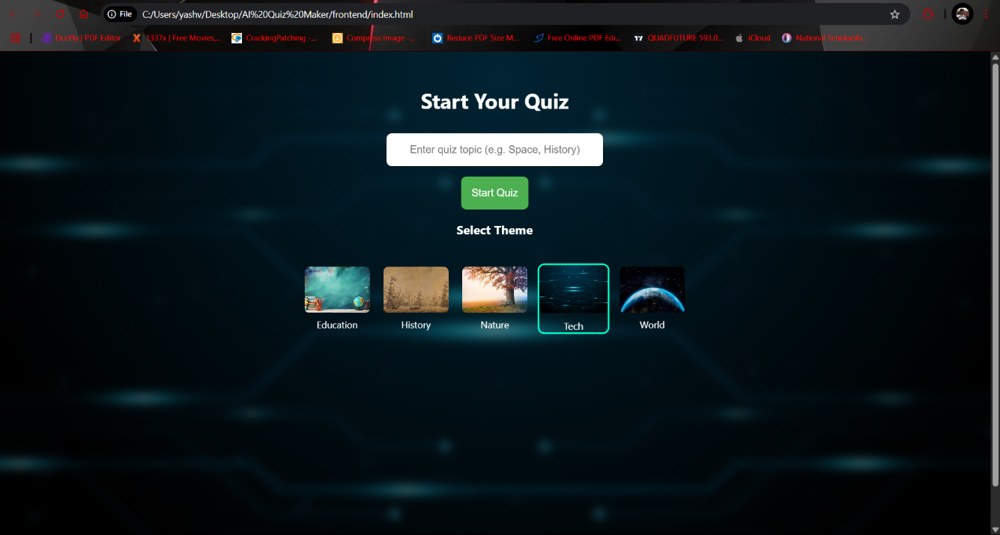 File C:/Users/yashv/Desktop/AI%20Quiz%20Maker/frontend/index.html
DocFly | PDF Editor 1337x | Free Movies,... CrackingPatching -... Compress Image -... Reduce PDF Size M... Free Online PDF Edi... QUADFUTURE 593.0... iCloud National Scholarshi...
Start Your Quiz
Enter quiz topic (e.g. Space, History)
Start Quiz
Select Theme
Education History Nature Tech World